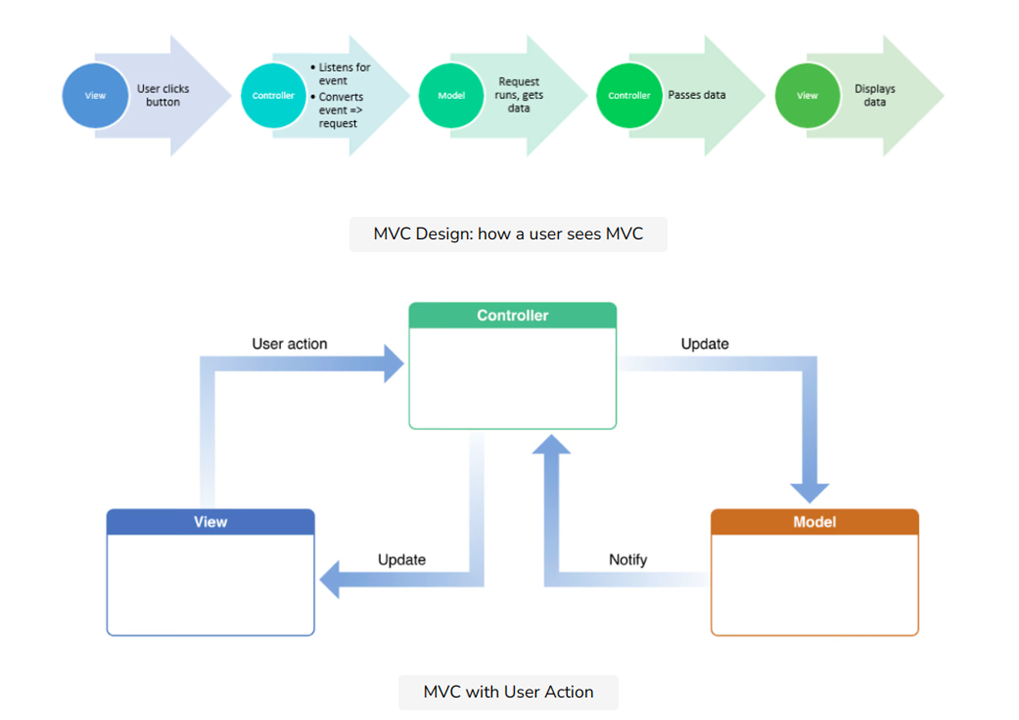 View
User clicks
button
Controller
• Listens for
event
• Converts
event =>
request
Model
Request
runs, gets
data
Controller
Passes data
View
Displays
data
MVC Design: how a user sees MVC
Controller
User action
Update
View
Model
Update
Notify
MVC with User Action